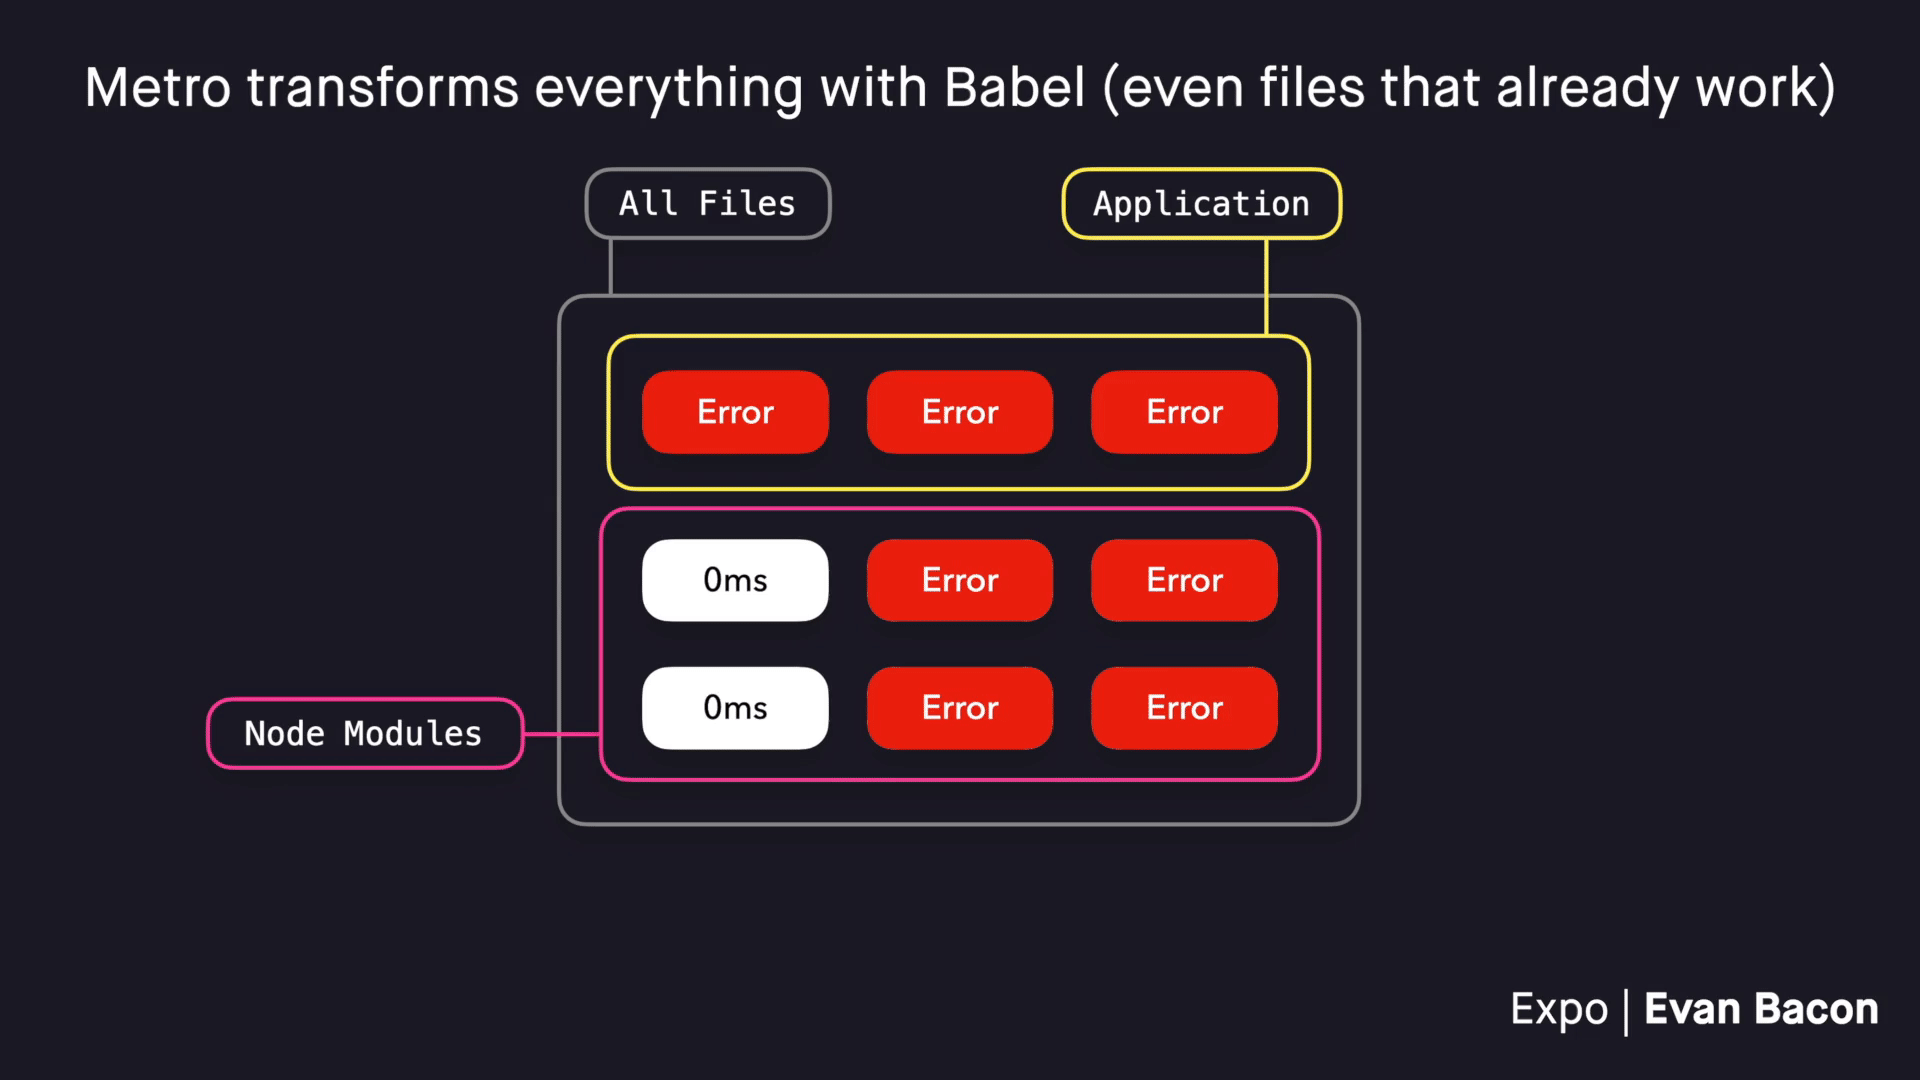 Metro transforms everything with Babel (even files that already work)
All Files
Application
Error Error Error
0ms Error Error
0ms Error Error
Node Modules
Expo | Evan Bacon